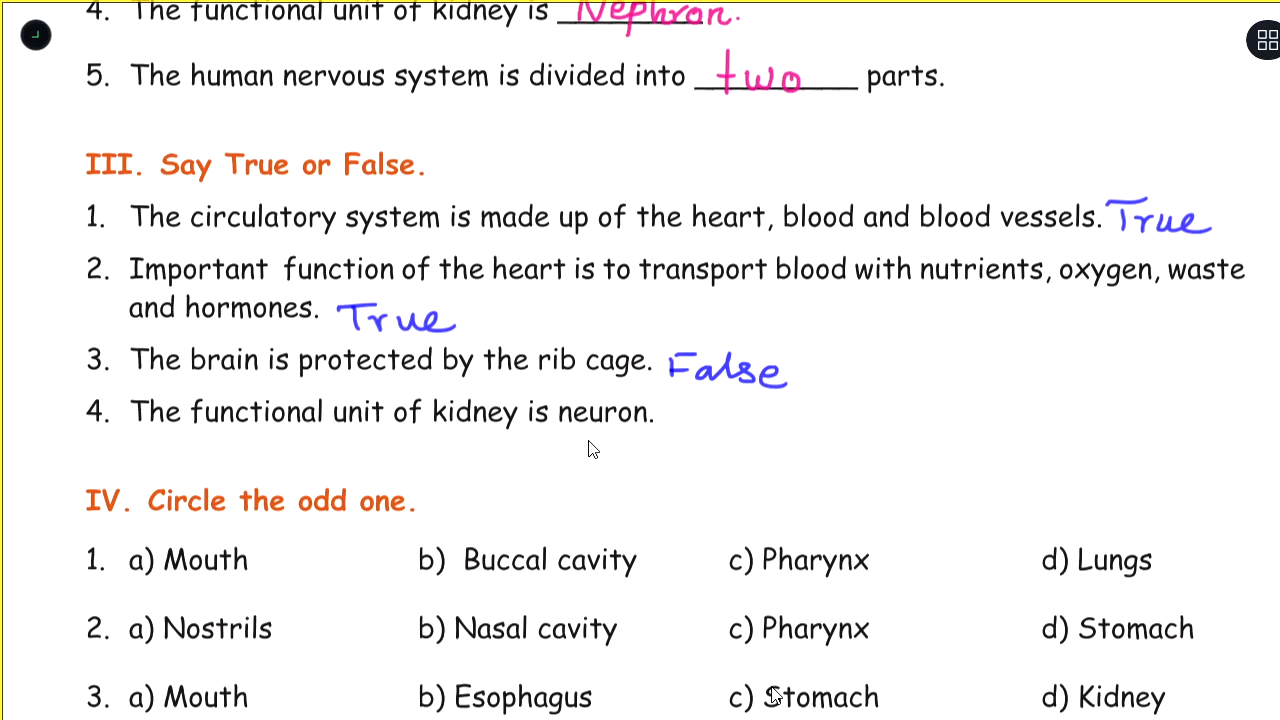 4. The functional unit of kidney is Nephron.
5. The human nervous system is divided into two parts.
III. Say True or False.
1. The circulatory system is made up of the heart, blood and blood vessels. True
2. Important function of the heart is to transport blood with nutrients, oxygen, waste
and hormones. True
3. The brain is protected by the rib cage. False
4. The functional unit of kidney is neuron.
IV. Circle the odd one.
1. a) Mouth b) Buccal cavity c) Pharynx d) Lungs
2. a) Nostrils b) Nasal cavity c) Pharynx d) Stomach
3. a) Mouth b) Esophagus c) Stomach d) Kidney